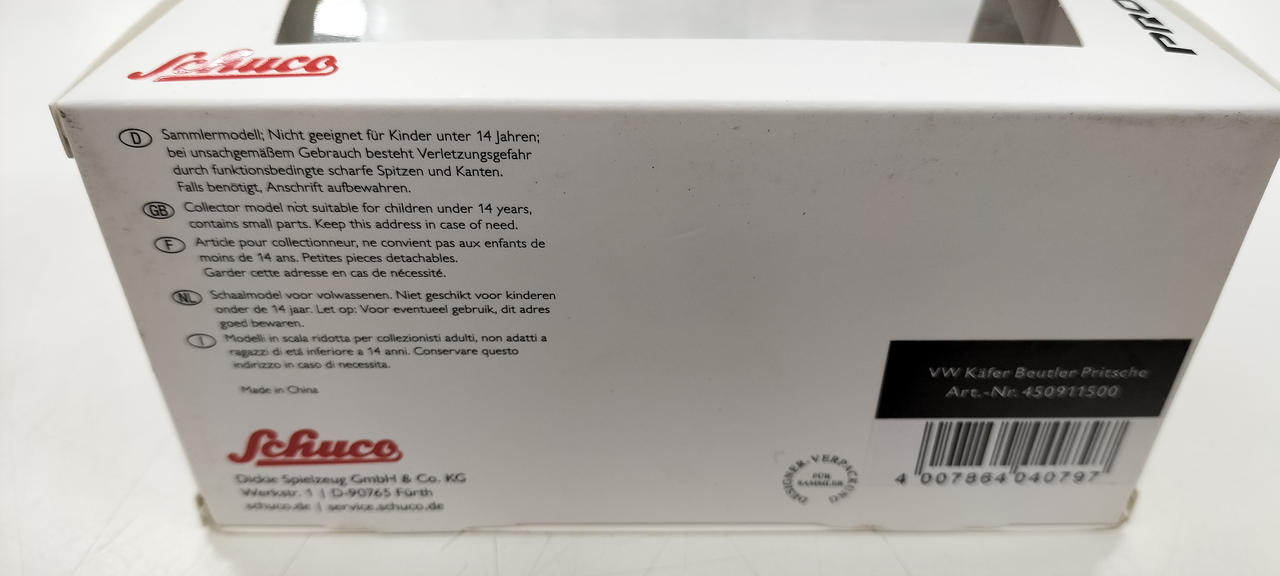 Schuco
PRO
D Sammlermodell; Nicht geeignet für Kinder unter 14 Jahren;
bei unsachgemäßem Gebrauch besteht Verletzungsgefahr
durch funktionsbedingte scharfe Spitzen und Kanten.
Falls benötigt, Anschrift aufbewahren.
GB Collector model not suitable for children under 14 years,
contains small parts. Keep this address in case of need.
F Article pour collectionneur, ne convient pas aux enfants de
moins de 14 ans. Petites pieces detachables.
Garder cette adresse en cas de nécessité.
NL Schaalmodel voor volwassenen. Niet geschikt voor kinderen
onder de 14 jaar. Let op: Voor eventueel gebruik, dit adres
goed bewaren.
I Modelli in scala ridotta per collezionisti adulti, non adatti a
ragazzi di etá inferiore a 14 anni. Conservare questo
indirizzo in caso di necessita.
Made in China
Schuco
Dickie Spielzeug GmbH & Co. KG
Werkstr. 1 | D-90765 Fürth
schuco.de | service.schuco.de
DESIGNER-VERPACKUNG
FÜR
SAMMLER
VW Käfer Beutler Pritsche
Art.-Nr. 450911500
4 007864 040797